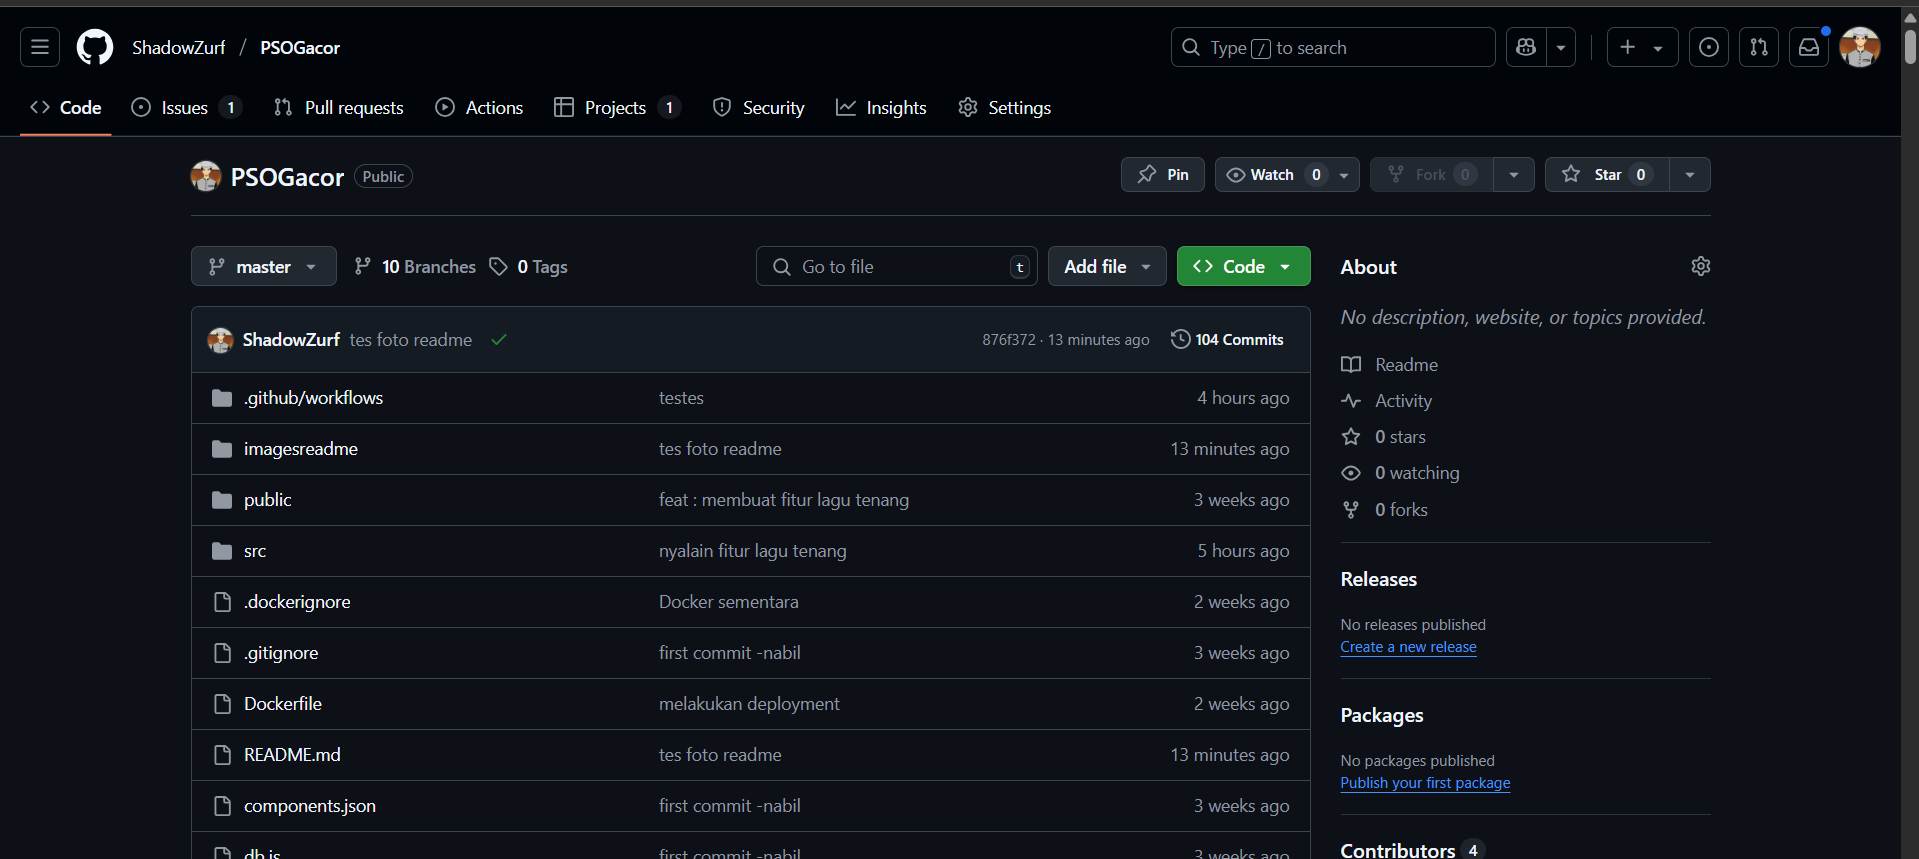 ShadowZurf / PSOGacor
Type / to search
Code Issues 1 Pull requests Actions Projects 1 Security Insights Settings
PSOGacor Public
Pin Watch 0 Fork 0 Star 0
master 10 Branches 0 Tags
Go to file t
Add file
Code
ShadowZurf tes foto readme 876f372 · 13 minutes ago 104 Commits
.github/workflows testes 4 hours ago
imagesreadme tes foto readme 13 minutes ago
public feat : membuat fitur lagu tenang 3 weeks ago
src nyalain fitur lagu tenang 5 hours ago
.dockerignore Docker sementara 2 weeks ago
.gitignore first commit -nabil 3 weeks ago
Dockerfile melakukan deployment 2 weeks ago
README.md tes foto readme 13 minutes ago
components.json first commit -nabil 3 weeks ago
db.js first commit -nabil 3 weeks ago
About
No description, website, or topics provided.
Readme
Activity
0 stars
0 watching
0 forks
Releases
No releases published
Create a new release
Packages
No packages published
Publish your first package
Contributors 4